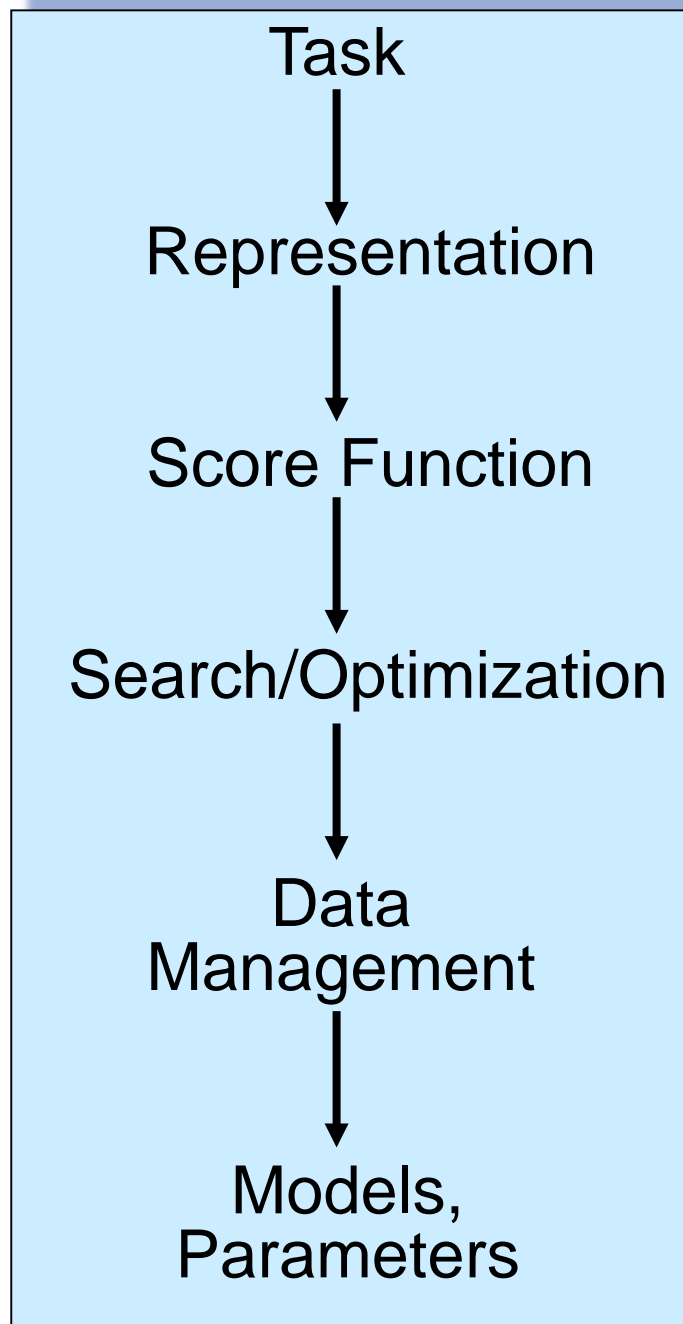 Task
Representation
Score Function
Search/Optimization
Data
Management
Models,
Parameters